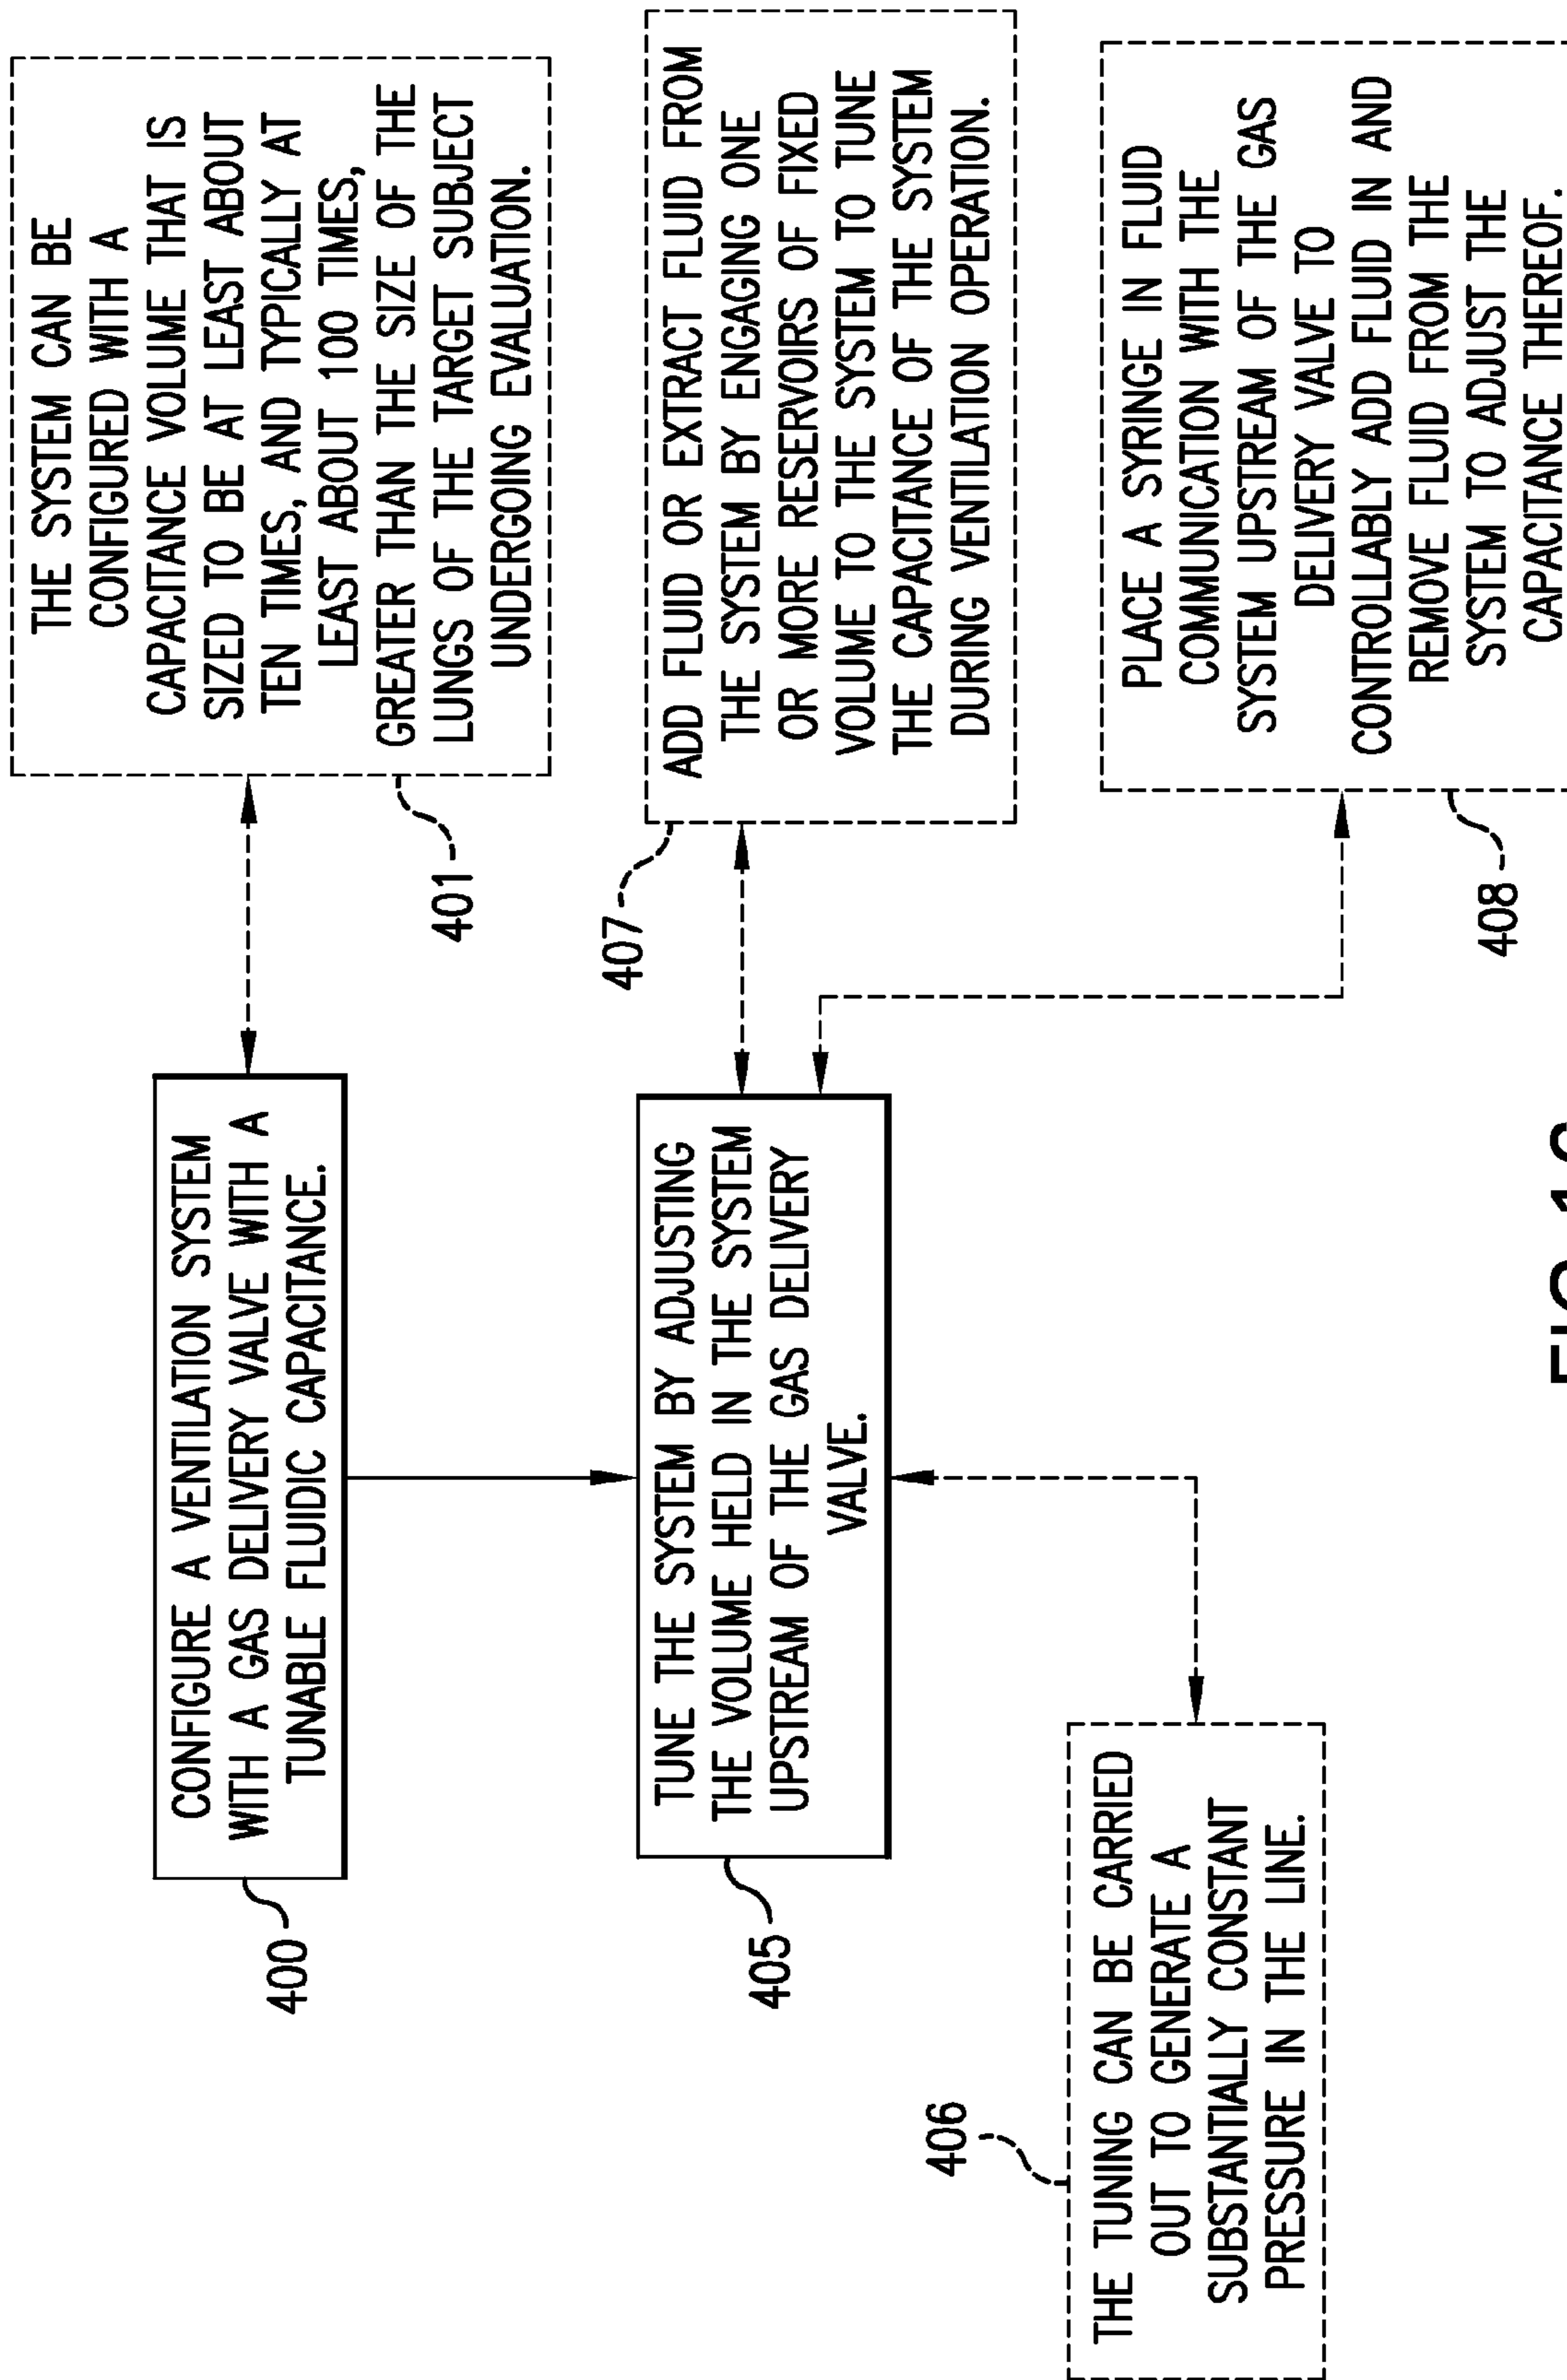 CONFIGURE A VENTILATION SYSTEM
WITH A GAS DELIVERY VALVE WITH A
TUNABLE FLUIDIC CAPACITANCE.
400
THE SYSTEM CAN BE
CONFIGURED WITH A
CAPACITANCE VOLUME THAT IS
SIZED TO BE AT LEAST ABOUT
TEN TIMES, AND TYPICALLY AT
LEAST ABOUT 100 TIMES,
GREATER THAN THE SIZE OF THE
LUNGS OF THE TARGET SUBJECT
UNDERGOING EVALUATION.
401
TUNE THE SYSTEM BY ADJUSTING
THE VOLUME HELD IN THE SYSTEM
UPSTREAM OF THE GAS DELIVERY
VALVE.
405
407
ADD FLUID OR EXTRACT FLUID FROM
THE SYSTEM BY ENGAGING ONE
OR MORE RESERVOIRS OF FIXED
VOLUME TO THE SYSTEM TO TUNE
THE CAPACITANCE OF THE SYSTEM
DURING VENTILATION OPERATION.
406
THE TUNING CAN BE CARRIED
OUT TO GENERATE A
SUBSTANTIALLY CONSTANT
PRESSURE IN THE LINE.
PLACE A SYRINGE IN FLUID
COMMUNICATION WITH THE
SYSTEM UPSTREAM OF THE GAS
DELIVERY VALVE TO
CONTROLLABLY ADD FLUID IN AND
REMOVE FLUID FROM THE
SYSTEM TO ADJUST THE
CAPACITANCE THEREOF.
408
FIG.